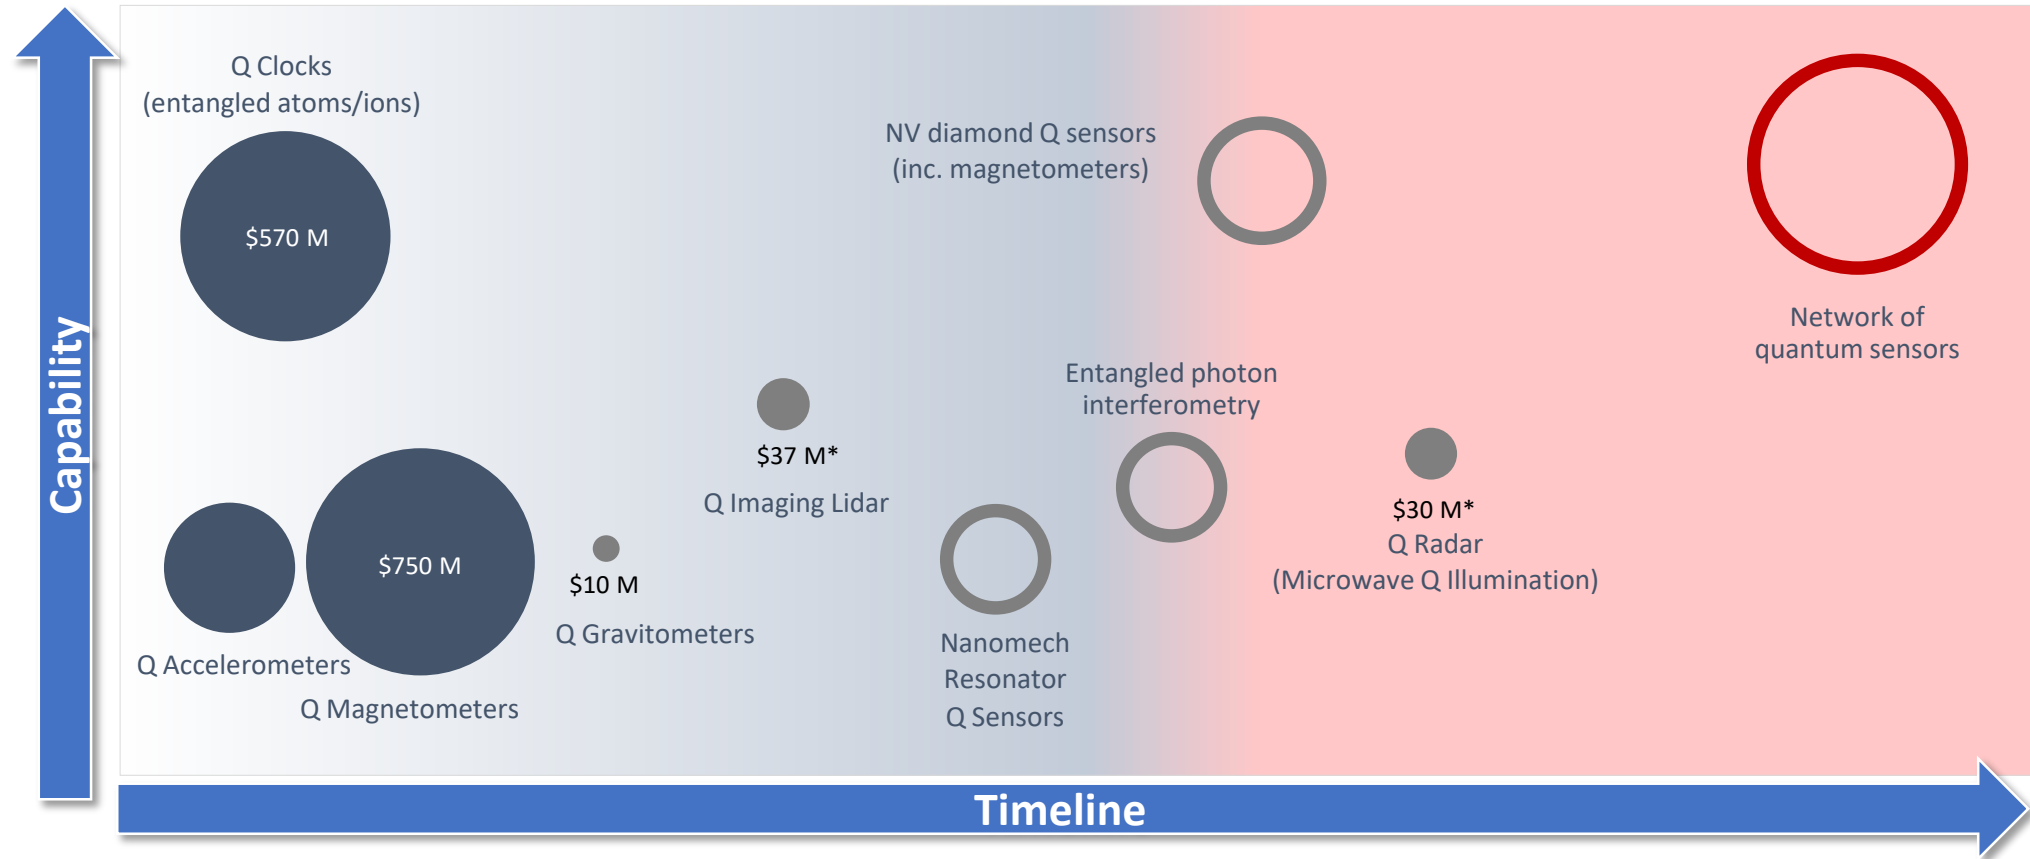 Q Clocks
(entangled atoms/ions)
$570 M
NV diamond Q sensors
(inc. magnetometers)
Network of
quantum sensors
Capability
Entangled photon
interferometry
$37 M*
Q Imaging Lidar
$750 M
$10 M
Q Gravitometers
Q Accelerometers
Q Magnetometers
Nanomech
Resonator
Q Sensors
$30 M*
Q Radar
(Microwave Q Illumination)
Timeline